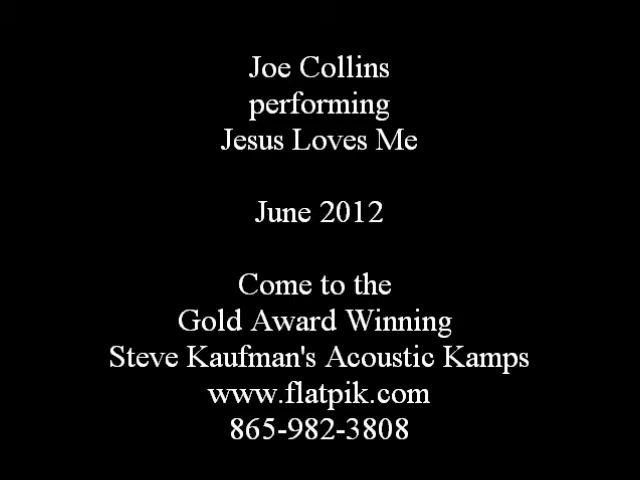 Joe Collins
performing
Jesus Loves Me
June 2012
Come to the
Gold Award Winning
Steve Kaufman's Acoustic Kamps
www.flatpik.com
865-982-3808